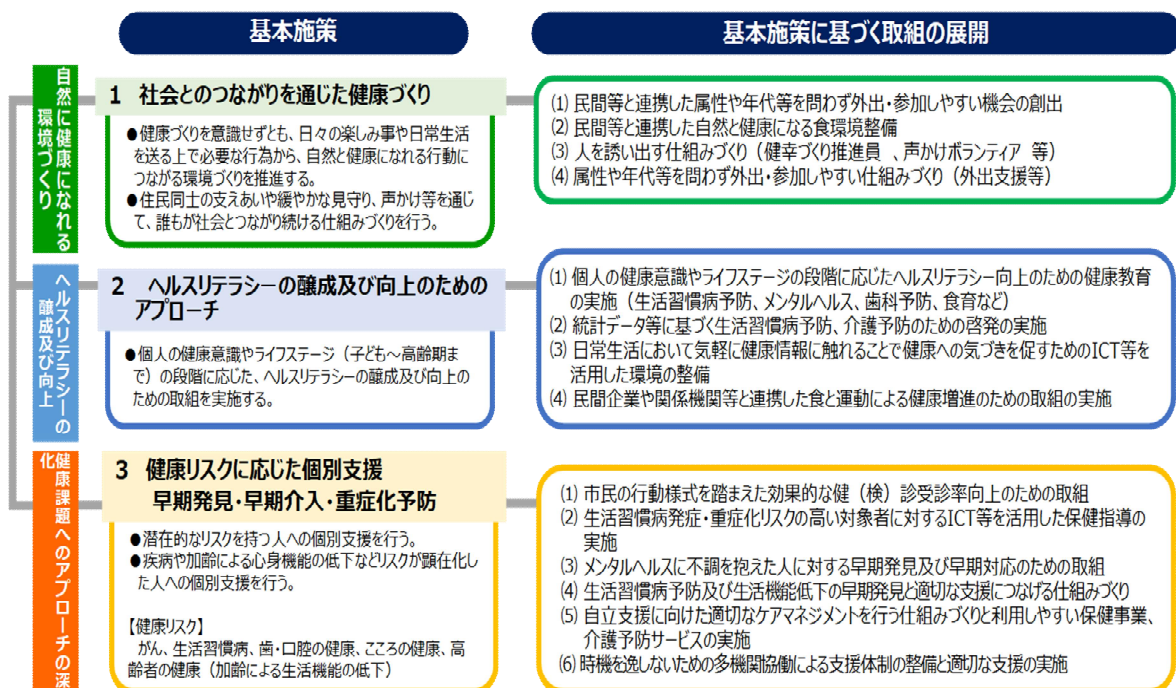 基本施策
基本施策に基づく取組の展開
自然に健康になれる
環境づくり
1 社会とのつながりを通じた健康づくり
●健康づくりを意識せずとも、日々の楽しみ事や日常生活
を送る上で必要な行為から、自然と健康になれる行動に
つながる環境づくりを推進する。
●住民同士の支えあいや緩やかな見守り、声かけ等を通じ
て、誰もが社会とつながり続ける仕組みづくりを行う。
(1) 民間等と連携した属性や年代等を問わず外出・参加しやすい機会の創出
(2) 民間等と連携した自然と健康になる食環境整備
(3) 人を誘い出す仕組みづくり（健幸づくり推進員 、声かけボランティア 等）
(4) 属性や年代等を問わず外出・参加しやすい仕組みづくり（外出支援等）
ヘルスリテラシーの
醸成及び向上
2 ヘルスリテラシーの醸成及び向上のための
アプローチ
●個人の健康意識やライフステージ（子ども～高齢期ま
で）の段階に応じた、ヘルスリテラシーの醸成及び向上の
ための取組を実施する。
(1) 個人の健康意識やライフステージの段階に応じたヘルスリテラシー向上のための健康教育
の実施（生活習慣病予防、メンタルヘルス、歯科予防、食育など）
(2) 統計データ等に基づく生活習慣病予防、介護予防のための啓発の実施
(3) 日常生活において気軽に健康情報に触れることで健康への気づきを促すためのICT等を
活用した環境の整備
(4) 民間企業や関係機関等と連携した食と運動による健康増進のための取組の実施
健康課題へのアプローチの深
化
3 健康リスクに応じた個別支援
早期発見・早期介入・重症化予防
●潜在的なリスクを持つ人への個別支援を行う。
●疾病や加齢による心身機能の低下などリスクが顕在化し
た人への個別支援を行う。
【健康リスク】
がん、生活習慣病、歯・口腔の健康、こころの健康、高
齢者の健康（加齢による生活機能の低下）
(1) 市民の行動様式を踏まえた効果的な健（検）診受診率向上のための取組
(2) 生活習慣病発症・重症化リスクの高い対象者に対するICT等を活用した保健指導の
実施
(3) メンタルヘルスに不調を抱えた人に対する早期発見及び早期対応のための取組
(4) 生活習慣病予防及び生活機能低下の早期発見と適切な支援につなげる仕組みづくり
(5) 自立支援に向けた適切なケアマネジメントを行う仕組みづくりと利用しやすい保健事業、
介護予防サービスの実施
(6) 時機を逸しないための多機関協働による支援体制の整備と適切な支援の実施